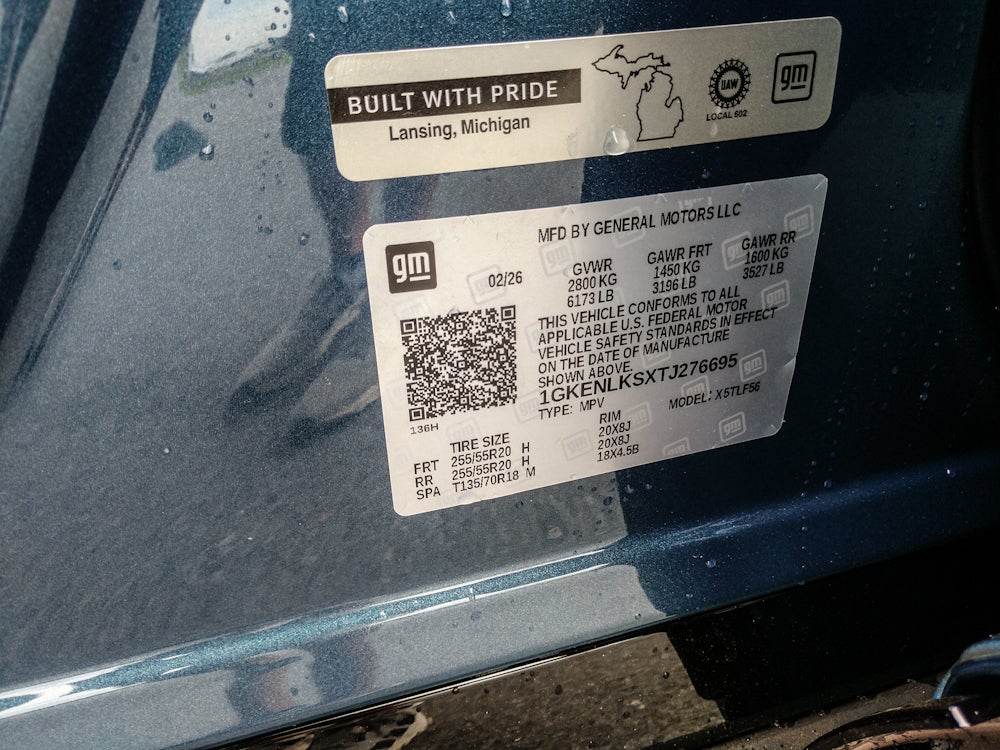 BUILT WITH PRIDE
Lansing, Michigan
UAW
LOCAL 602
gm
MFD BY GENERAL MOTORS LLC
gm
02/26
GVWR
2800 KG
6173 LB
GAWR FRT
1450 KG
3196 LB
GAWR RR
1600 KG
3527 LB
THIS VEHICLE CONFORMS TO ALL
APPLICABLE U.S. FEDERAL MOTOR
VEHICLE SAFETY STANDARDS IN EFFECT
ON THE DATE OF MANUFACTURE
SHOWN ABOVE.
1GKENLKSXTJ276695
TYPE: MPV
MODEL: X5TLF56
136H
TIRE SIZE
RIM
FRT 255/55R20 H 20X8J
RR 255/55R20 H 20X8J
SPA T135/70R18 M 18X4.5B